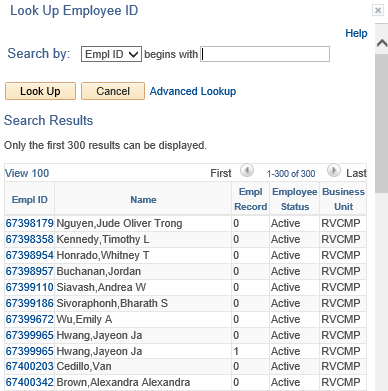 Look Up Employee ID
Help
Search by: Empl ID begins with
Look Up Cancel Advanced Lookup
Search Results
Only the first 300 results can be displayed.
View 100 First 1-300 of 300 Last
Empl ID Name Empl Record Employee Status Business Unit
67398179 Nguyen,Jude Oliver Trong 0 Active RVCMP
67398358 Kennedy,Timothy L 0 Active RVCMP
67398954 Honrado,Whitney T 0 Active RVCMP
67398957 Buchanan,Jordan 0 Active RVCMP
67399110 Siavash,Andrea W 0 Active RVCMP
67399186 Sivoraphonh,Bharath S 0 Active RVCMP
67399672 Wu,Emily A 0 Active RVCMP
67399965 Hwang,Jayeon Ja 0 Active RVCMP
67399965 Hwang,Jayeon Ja 1 Active RVCMP
67400203 Cedillo,Van 0 Active RVCMP
67400342 Brown,Alexandra Alexandra 0 Active RVCMP